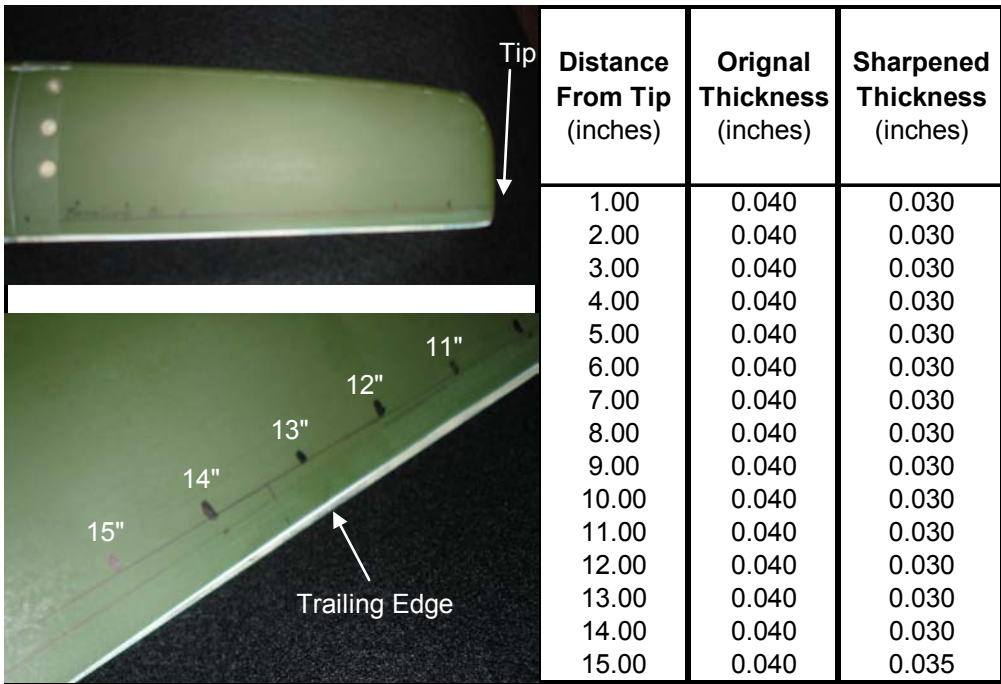 Tip
11"
12"
13"
14"
15"
Trailing Edge
Distance Orignal Sharpened
From Tip Thickness Thickness
(inches) (inches) (inches)
1.00 0.040 0.030
2.00 0.040 0.030
3.00 0.040 0.030
4.00 0.040 0.030
5.00 0.040 0.030
6.00 0.040 0.030
7.00 0.040 0.030
8.00 0.040 0.030
9.00 0.040 0.030
10.00 0.040 0.030
11.00 0.040 0.030
12.00 0.040 0.030
13.00 0.040 0.030
14.00 0.040 0.030
15.00 0.040 0.035